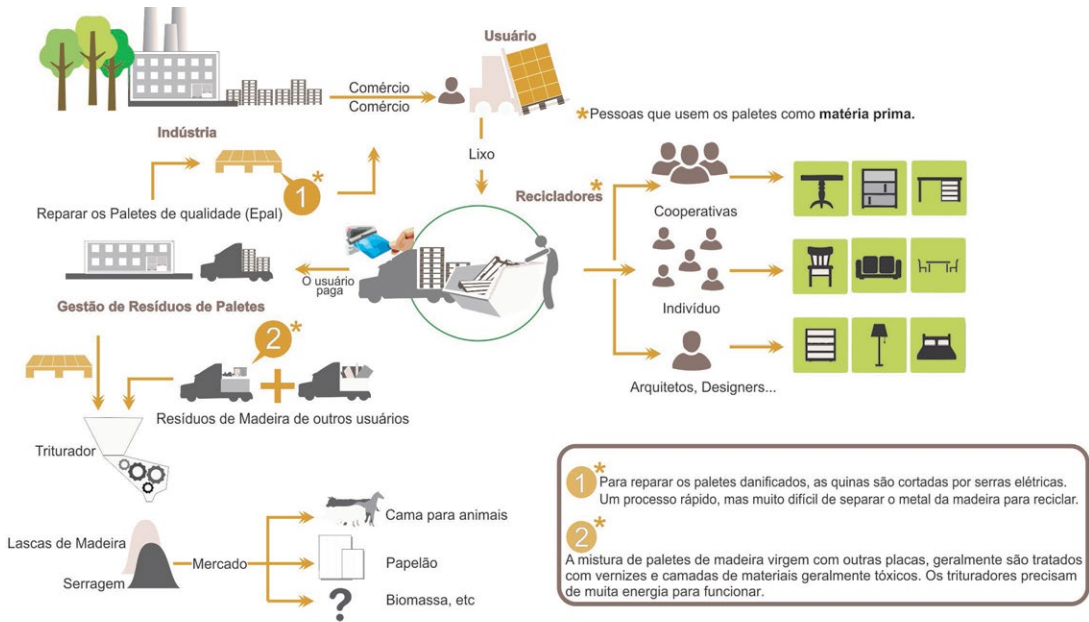 Usuário
Comércio
Comércio
*Pessoas que usem os paletes como matéria prima.
Indústria
Lixo
1*
Recicladores*
Reparar os Paletes de qualidade (Epal)
Cooperativas
O usuário
paga
Indivíduo
Gestão de Resíduos de Paletes
2*
+
Arquitetos, Designers...
Resíduos de Madeira de outros usuários
Triturador
Cama para animais
Lascas de Madeira
Mercado
Papelão
Serragem
?
Biomassa, etc
1*
Para reparar os paletes danificados, as quinas são cortadas por serras elétricas.
Um processo rápido, mas muito difícil de separar o metal da madeira para reciclar.
2*
A mistura de paletes de madeira virgem com outras placas, geralmente são tratados
com vernizes e camadas de materiais geralmente tóxicos. Os trituradores precisam
de muita energia para funcionar.